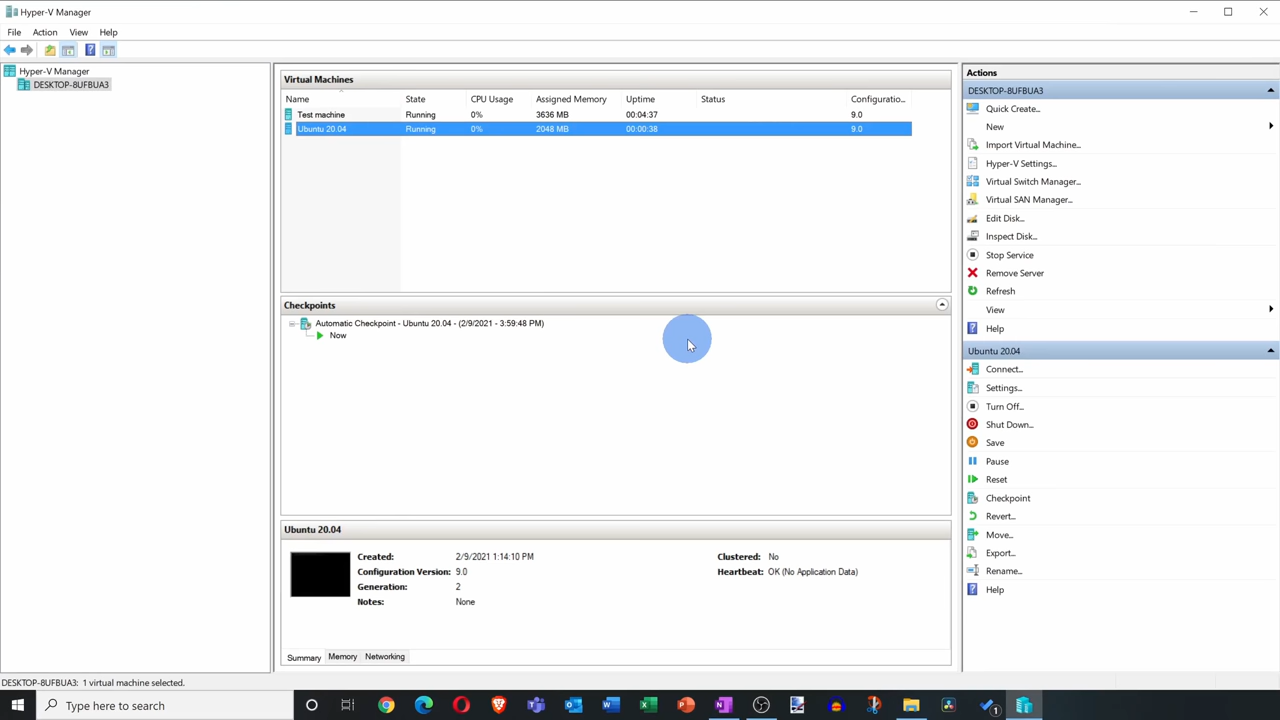 Hyper-V Manager
File Action View Help
Hyper-V Manager
DESKTOP-8UFBUA3
Virtual Machines
Name State CPU Usage Assigned Memory Uptime Status Configuratio...
Test machine Running 0% 3636 MB 00:04:37 9.0
Ubuntu 20.04 Running 0% 2048 MB 00:00:38 9.0
Checkpoints
Automatic Checkpoint - Ubuntu 20.04 - (2/9/2021 - 3:59:48 PM)
Now
Ubuntu 20.04
Created: 2/9/2021 1:14:10 PM Clustered: No
Configuration Version: 9.0 Heartbeat: OK (No Application Data)
Generation: 2
Notes: None
Summary Memory Networking
Actions
DESKTOP-8UFBUA3
Quick Create...
New
Import Virtual Machine...
Hyper-V Settings...
Virtual Switch Manager...
Virtual SAN Manager...
Edit Disk...
Inspect Disk...
Stop Service
Remove Server
Refresh
View
Help
Ubuntu 20.04
Connect...
Settings...
Turn Off...
Shut Down...
Save
Pause
Reset
Checkpoint
Revert...
Move...
Export...
Rename...
Help
DESKTOP-8UFBUA3: 1 virtual machine selected.
Type here to search
1